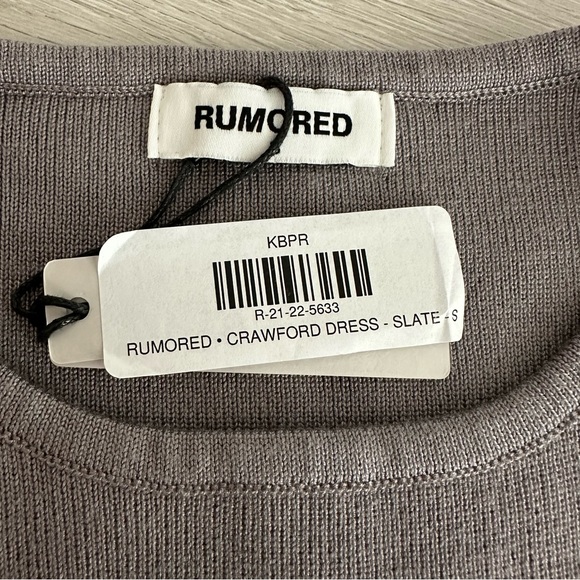 RUMORED
KBPR
R-21-22-5633
RUMORED • CRAWFORD DRESS - SLATE - S